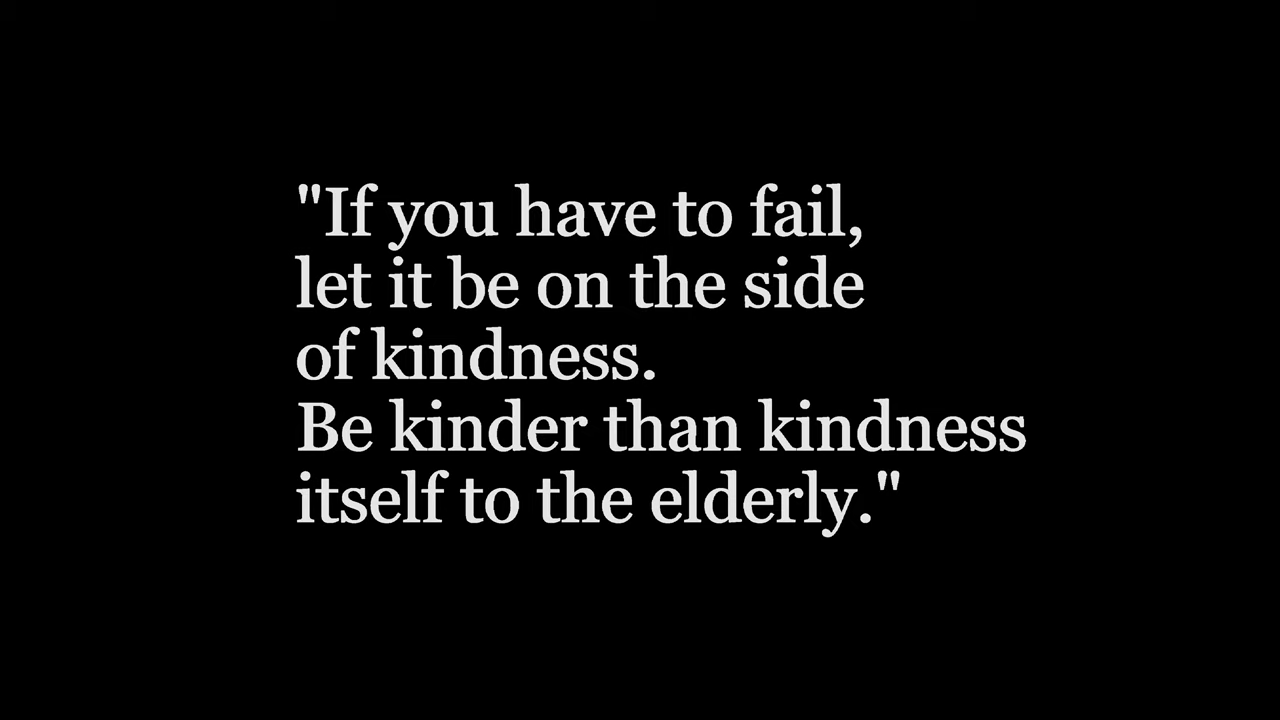 "If you have to fail,
let it be on the side
of kindness.
Be kinder than kindness
itself to the elderly."